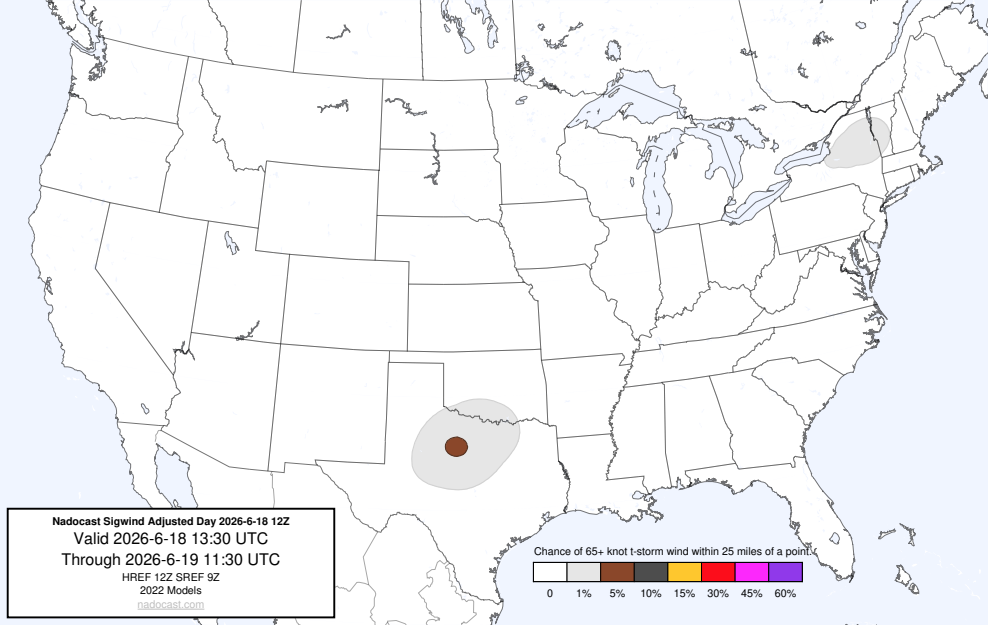 Nadocast Sigwind Adjusted Day 2026-6-18 12Z
Valid 2026-6-18 13:30 UTC
Through 2026-6-19 11:30 UTC
HREF 12Z SREF 9Z
2022 Models
nadocast.com
Chance of 65+ knot t-storm wind within 25 miles of a point.
0 1% 5% 10% 15% 30% 45% 60%